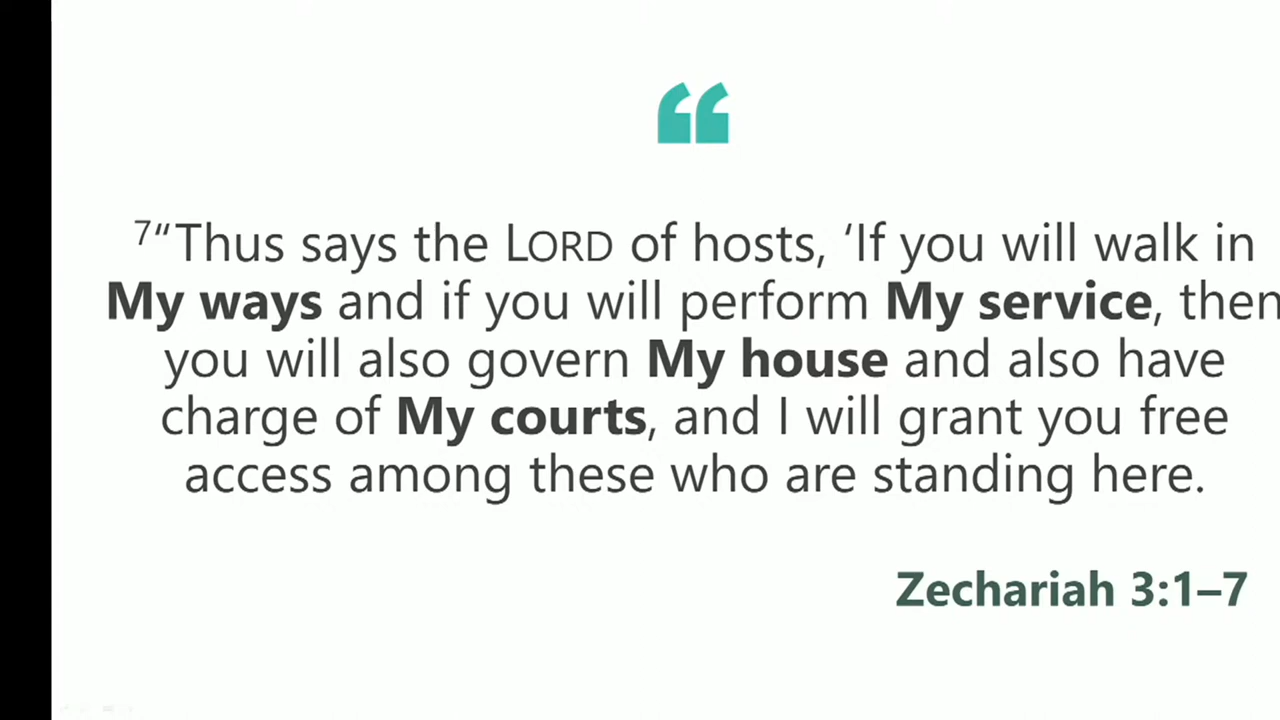 “
⁷“Thus says the LORD of hosts, ‘If you will walk in
My ways and if you will perform My service, then
you will also govern My house and also have
charge of My courts, and I will grant you free
access among these who are standing here.
Zechariah 3:1–7